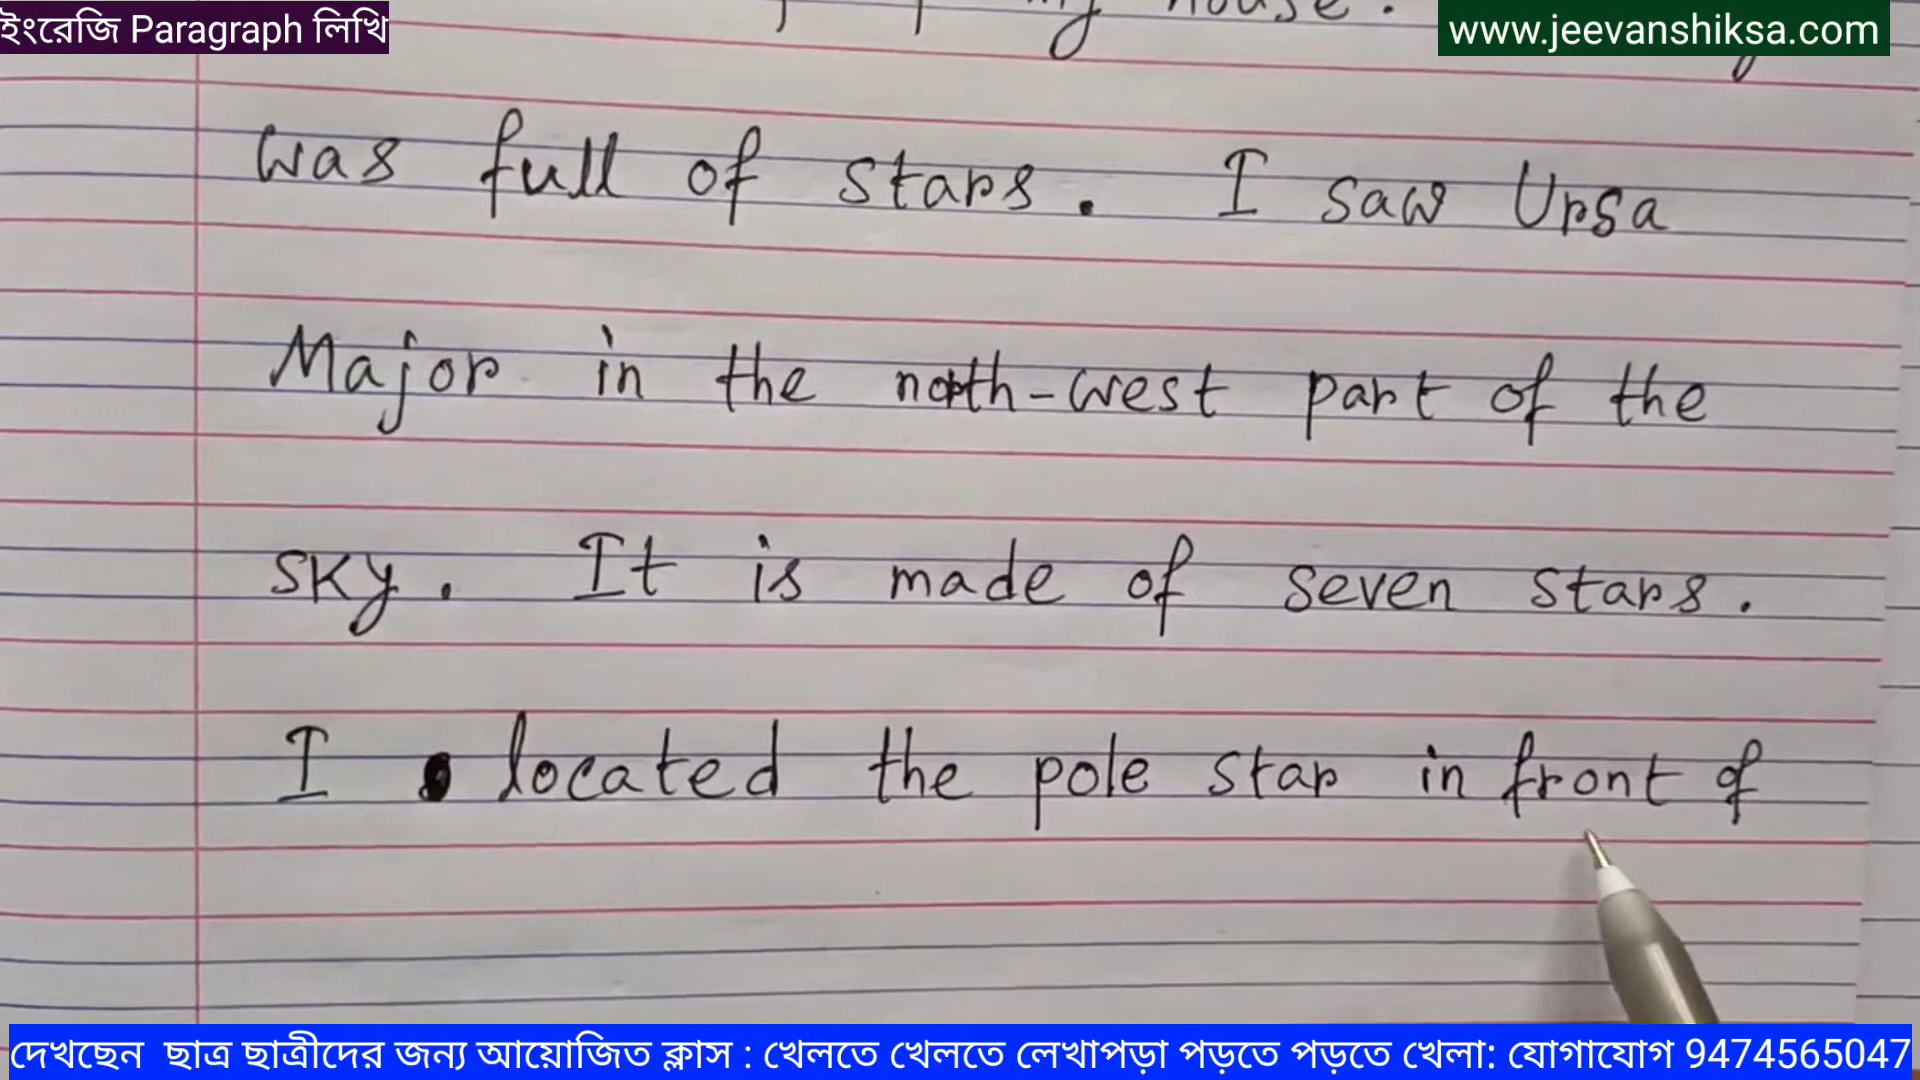 ইংরেজি Paragraph লিখি
www.jeevanshiksa.com
my house.
was full of stars. I saw Ursa
Major in the north-west part of the
sky. It is made of seven stars.
I located the pole star in front of
দেখছেন ছাত্র ছাত্রীদের জন্য আয়োজিত ক্লাস : খেলতে খেলতে লেখাপড়া পড়তে পড়তে খেলা: যোগাযোগ 9474565047